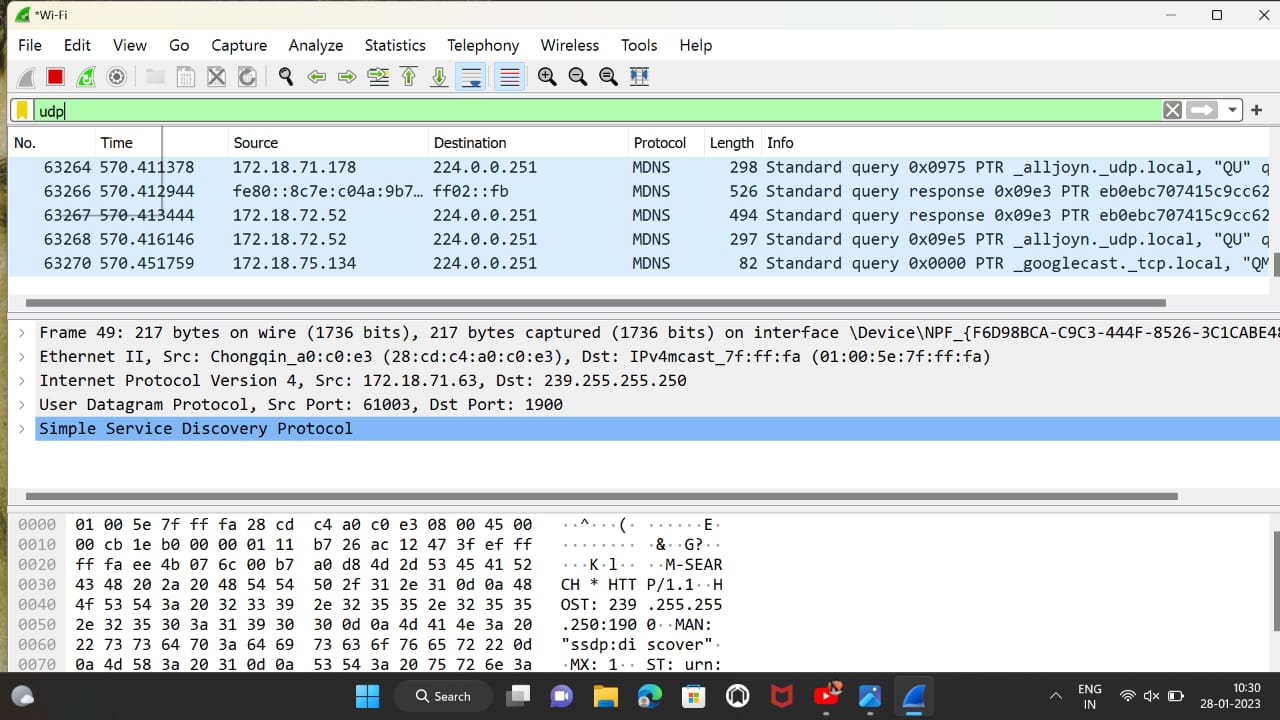 *Wi-Fi
File Edit View Go Capture Analyze Statistics Telephony Wireless Tools Help
udp
No. Time Source Destination Protocol Length Info
63264 570.411378 172.18.71.178 224.0.0.251 MDNS 298 Standard query 0x0975 PTR _alljoyn._udp.local, "QU" q
63266 570.412944 fe80::8c7e:c04a:9b7… ff02::fb MDNS 526 Standard query response 0x09e3 PTR eb0ebc707415c9cc62
63267 570.413444 172.18.72.52 224.0.0.251 MDNS 494 Standard query response 0x09e3 PTR eb0ebc707415c9cc62
63268 570.416146 172.18.72.52 224.0.0.251 MDNS 297 Standard query 0x09e5 PTR _alljoyn._udp.local, "QU" q
63270 570.451759 172.18.75.134 224.0.0.251 MDNS 82 Standard query 0x0000 PTR _googlecast._tcp.local, "QM
Frame 49: 217 bytes on wire (1736 bits), 217 bytes captured (1736 bits) on interface \Device\NPF_{F6D98BCA-C9C3-444F-8526-3C1CABE48
Ethernet II, Src: Chongqin_a0:c0:e3 (28:cd:c4:a0:c0:e3), Dst: IPv4mcast_7f:ff:fa (01:00:5e:7f:ff:fa)
Internet Protocol Version 4, Src: 172.18.71.63, Dst: 239.255.255.250
User Datagram Protocol, Src Port: 61003, Dst Port: 1900
Simple Service Discovery Protocol
0000 01 00 5e 7f ff fa 28 cd c4 a0 c0 e3 08 00 45 00 ··^···(· ······E·
0010 00 cb 1e b0 00 00 01 11 b7 26 ac 12 47 3f ef ff ········ ·&··G?··
0020 ff fa ee 4b 07 6c 00 b7 a0 d8 4d 2d 53 45 41 52 ···K·l·· ··M-SEAR
0030 43 48 20 2a 20 48 54 54 50 2f 31 2e 31 0d 0a 48 CH * HTT P/1.1··H
0040 4f 53 54 3a 20 32 33 39 2e 32 35 35 2e 32 35 35 OST: 239 .255.255
0050 2e 32 35 30 3a 31 39 30 30 0d 0a 4d 41 4e 3a 20 .250:190 0··MAN:
0060 22 73 73 64 70 3a 64 69 73 63 6f 76 65 72 22 0d "ssdp:di scover"·
0070 0a 4d 58 3a 20 31 0d 0a 53 54 3a 20 75 72 6e 3a ·MX: 1·· ST: urn:
Search
ENG
IN
10:30
28-01-2023